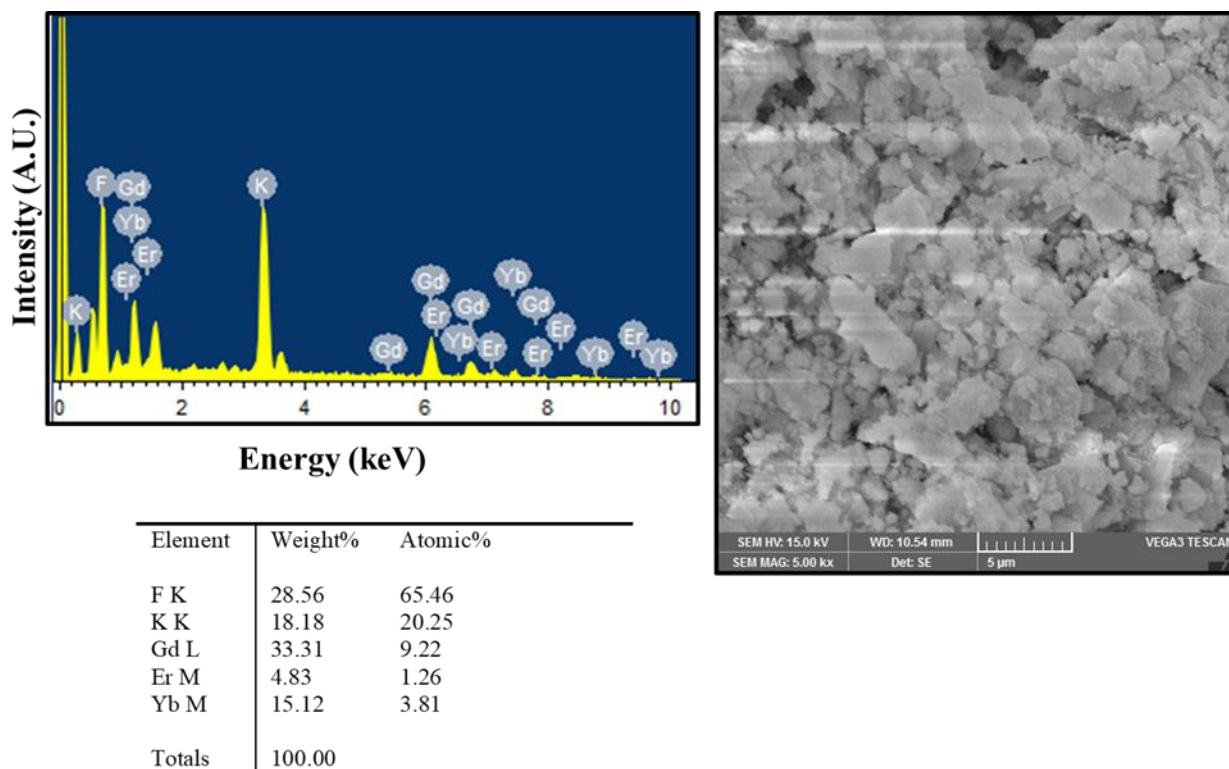 Intensity (A.U.)
F
Gd
K
Yb
Er
Er
K
Gd
Yb
Gd
Gd
Er
Er
Gd
Yb
Er
Er
Yb
Er
Yb
0 2 4 6 8 10
Energy (keV)
Element Weight% Atomic%
F K 28.56 65.46
K K 18.18 20.25
Gd L 33.31 9.22
Er M 4.83 1.26
Yb M 15.12 3.81
Totals 100.00
SEM HV: 15.0 kV WD: 10.54 mm VEGA3 TESCAN
SEM MAG: 5.00 kx Det: SE 5 µm